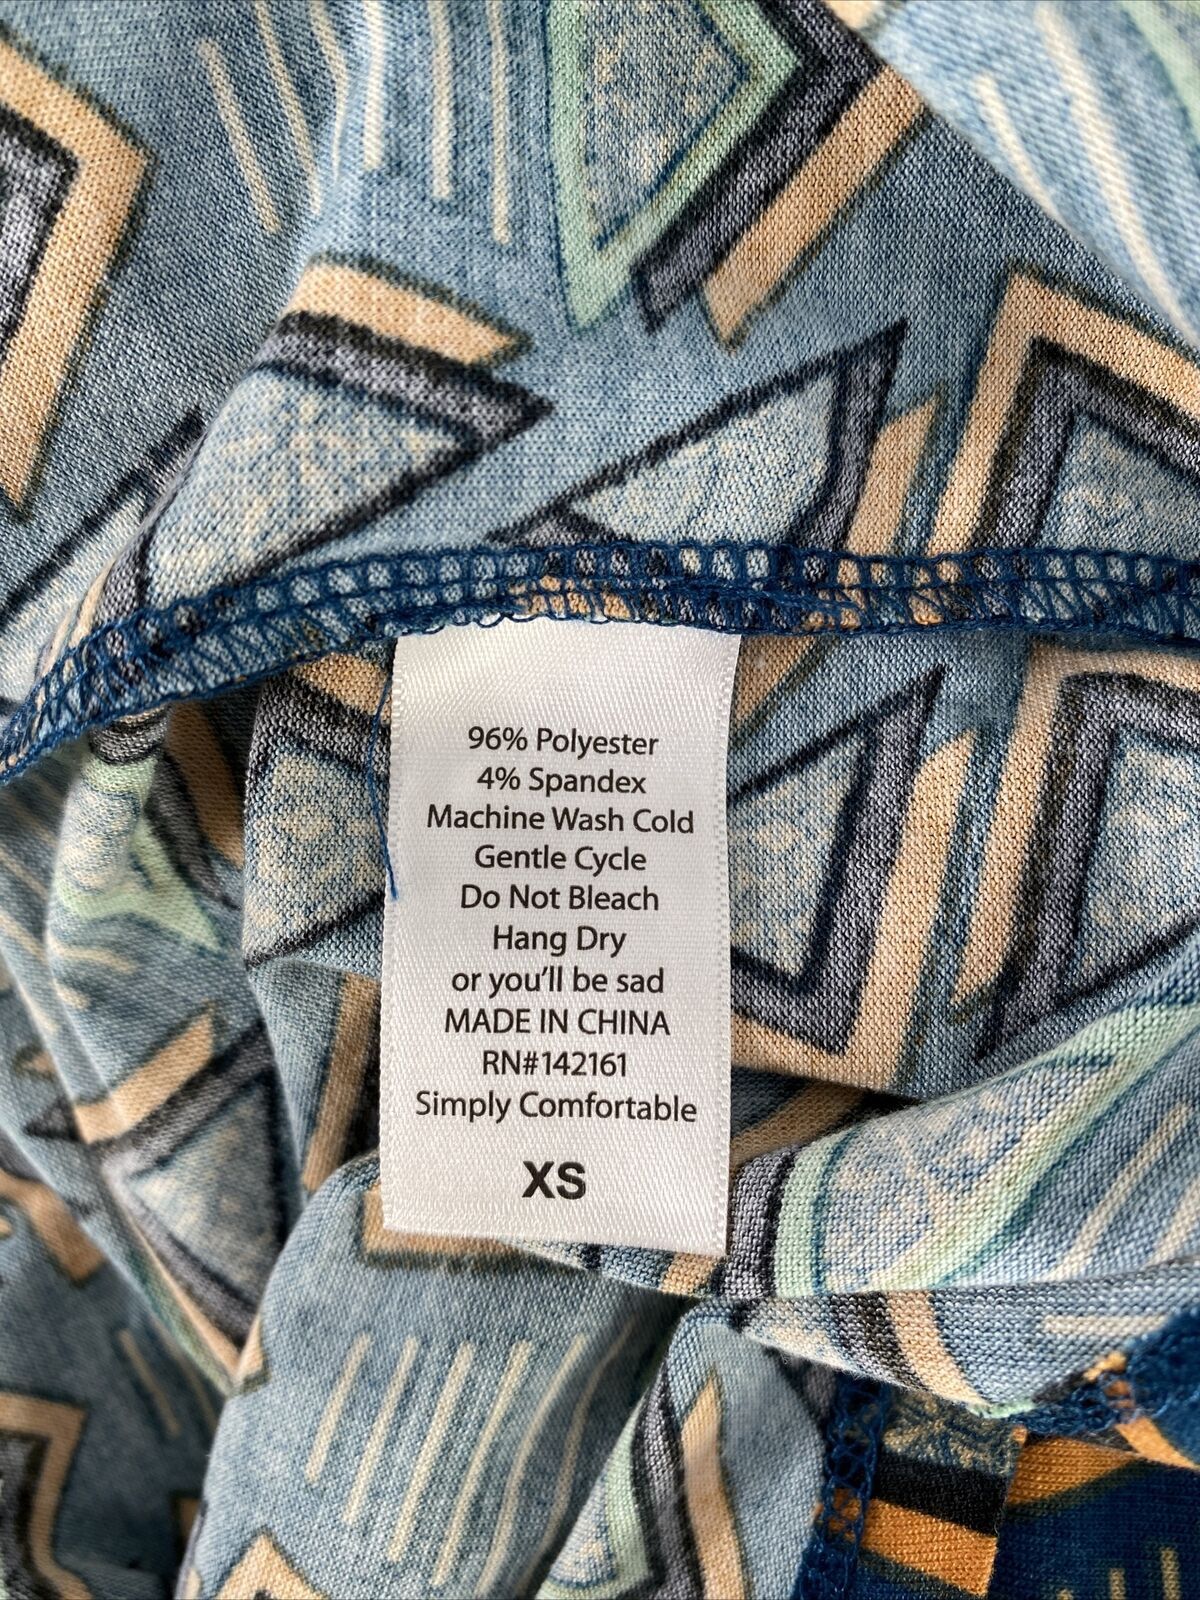 96% Polyester
4% Spandex
Machine Wash Cold
Gentle Cycle
Do Not Bleach
Hang Dry
or you'll be sad
MADE IN CHINA
RN#142161
Simply Comfortable
XS